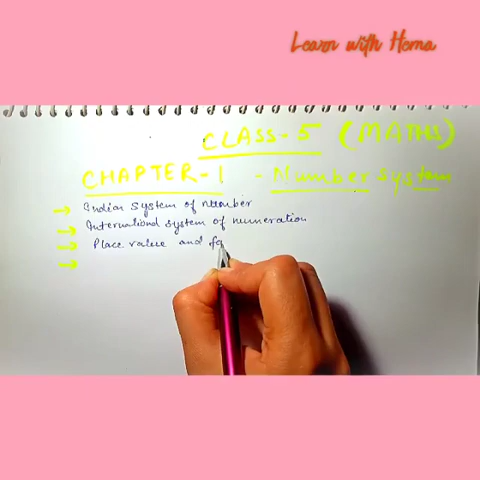 Learn with Hema
CLASS-5 (MATHS)
CHAPTER-1 - Number system
→ Indian system of number
→ International system of numeration
→ Place value and fa
→